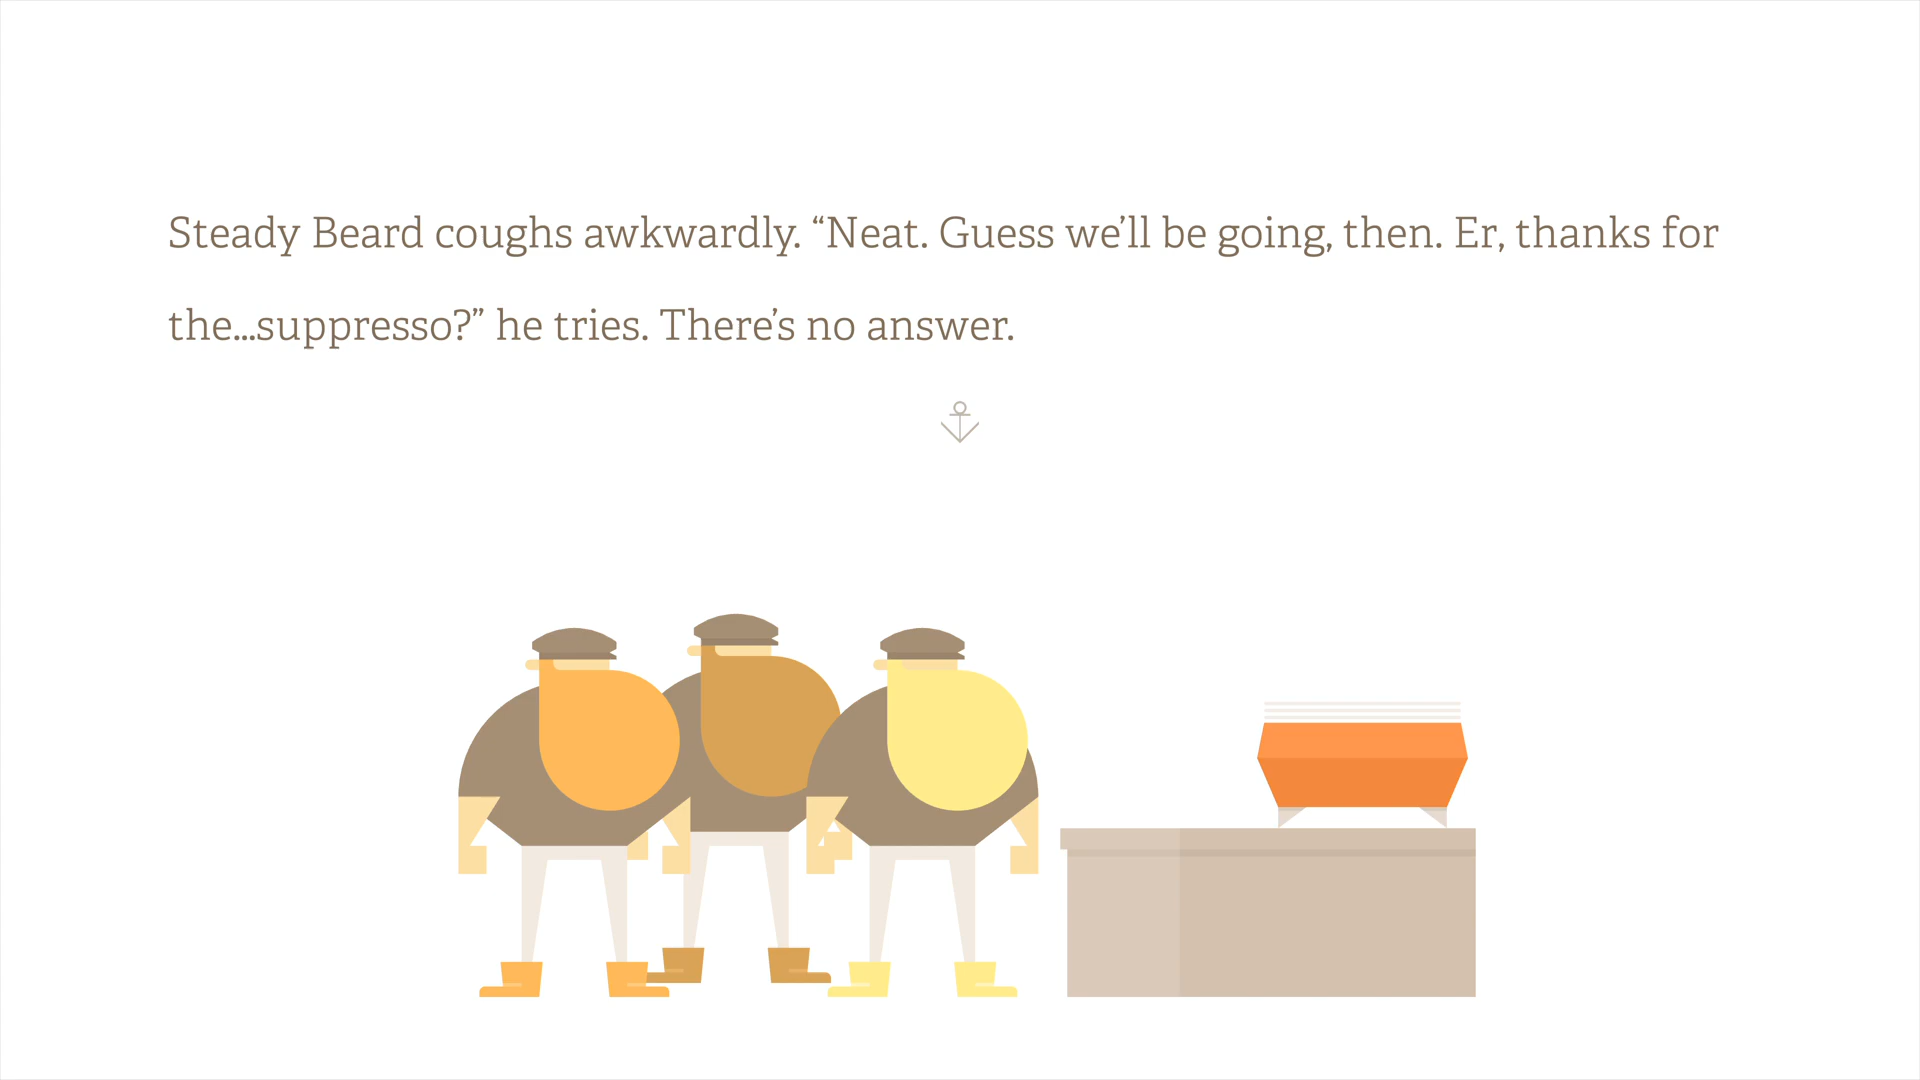 Steady Beard coughs awkwardly. “Neat. Guess we’ll be going, then. Er, thanks for
the...suppresso?” he tries. There’s no answer.